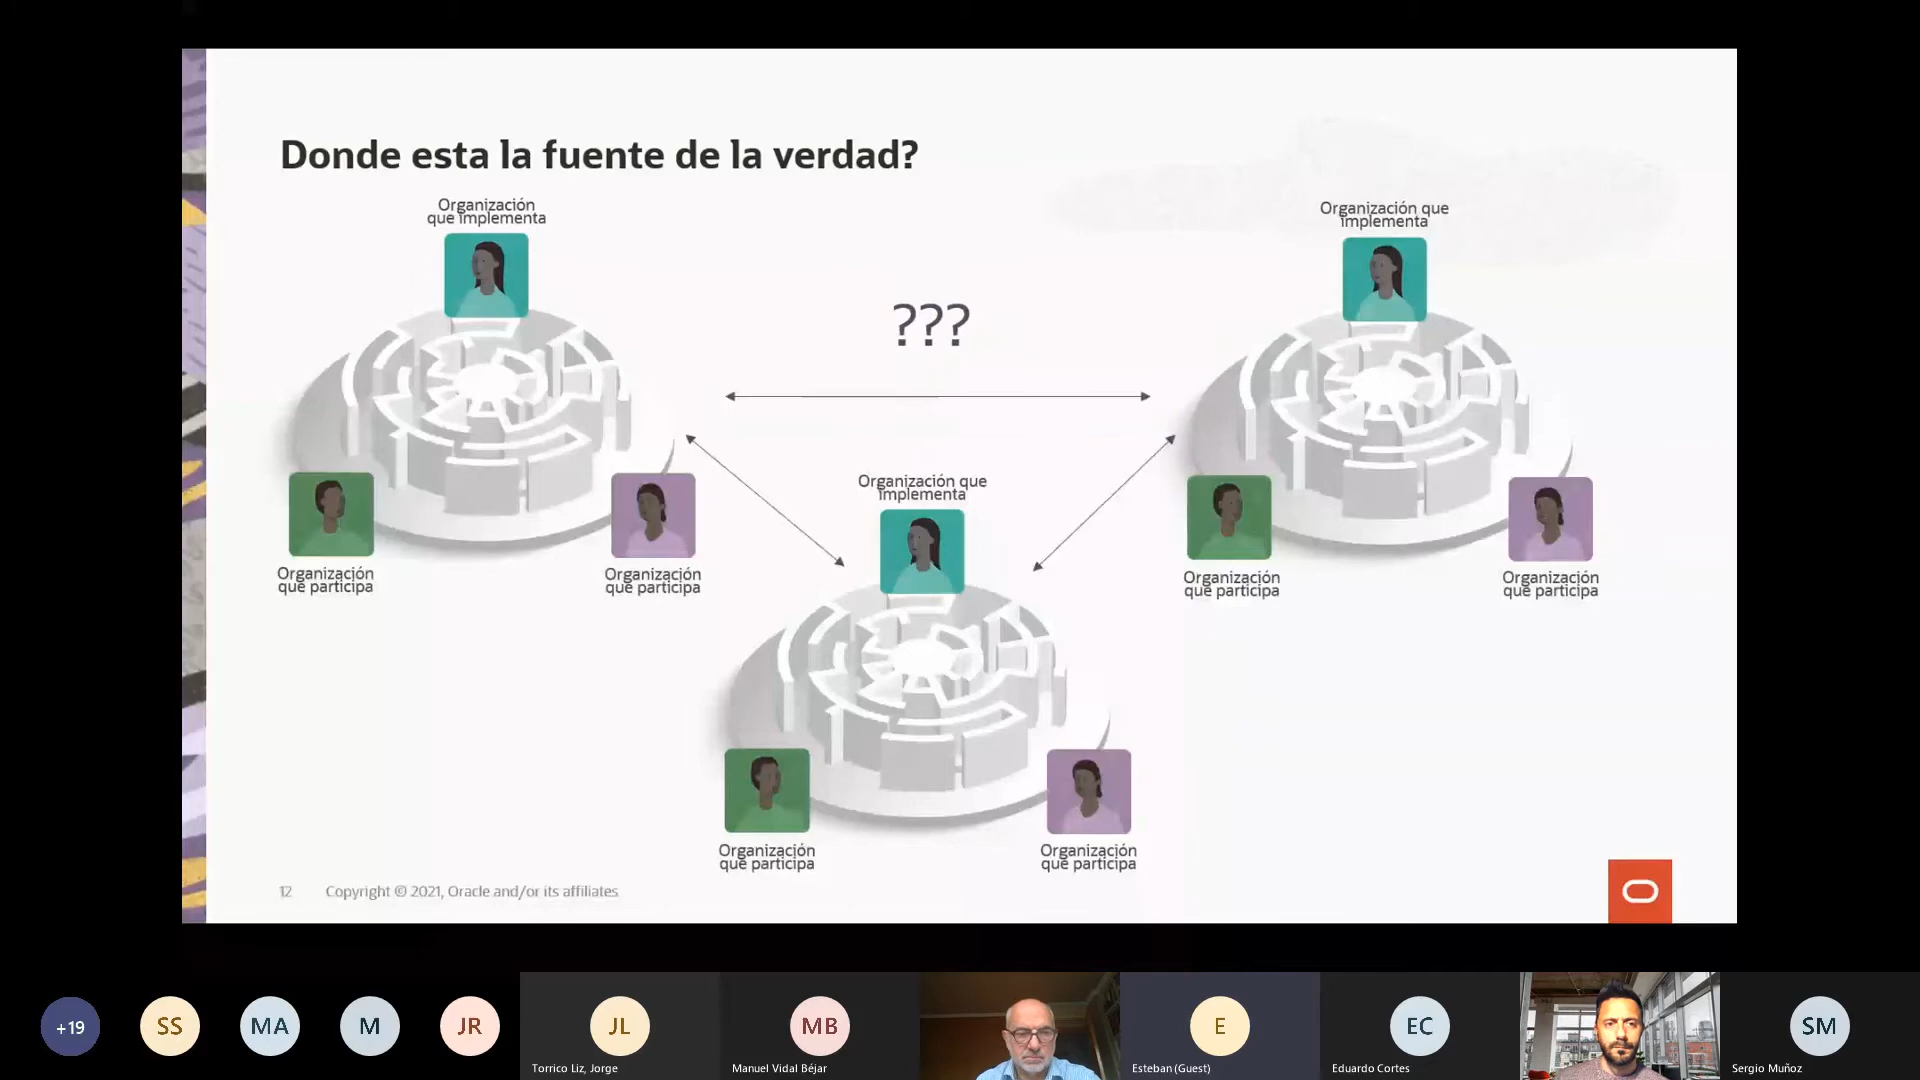 Donde esta la fuente de la verdad?
Organización
que implementa
Organización que
implementa
???
Organización que
implementa
Organización
que participa
Organización
que participa
Organización
que participa
Organización
que participa
Organización
que participa
Organización
que participa
12 Copyright © 2021, Oracle and/or its affiliates
+19
SS
MA
M
JR
JL
Torrico Liz, Jorge
MB
Manuel Vidal Béjar
E
Esteban (Guest)
EC
Eduardo Cortes
SM
Sergio Muñoz